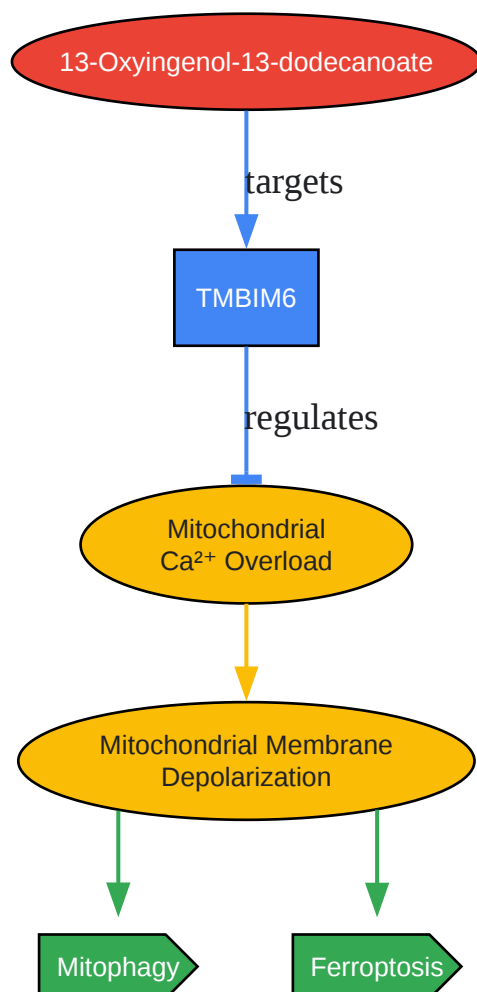 13-Oxyingenol-13-dodecanoate
targets
TMBIM6
regulates
Mitochondrial
Ca²⁺ Overload
Mitochondrial Membrane
Depolarization
Mitophagy
Ferroptosis